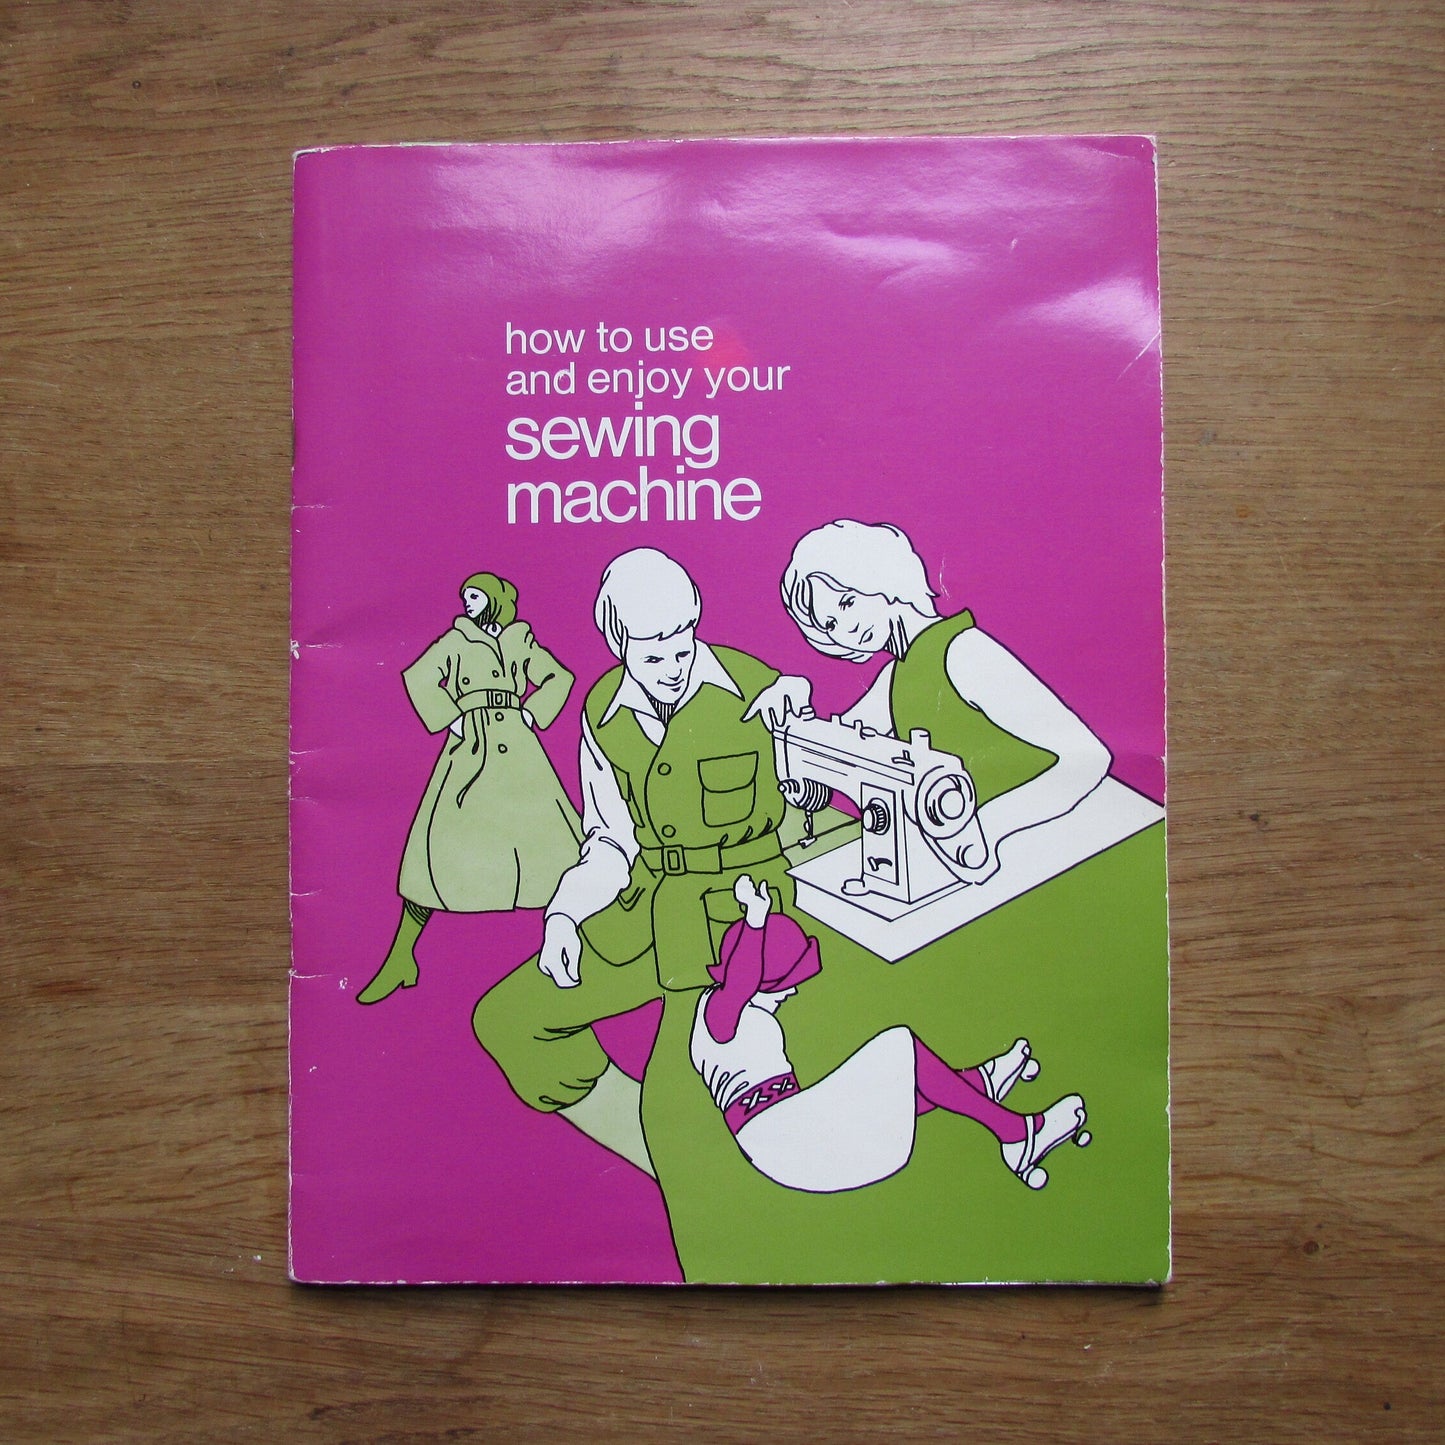 how to use
and enjoy your
sewing
machine